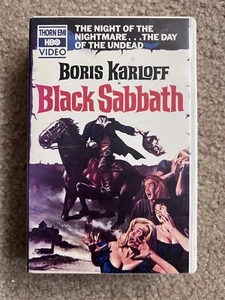 THORN EMI
HBO
VIDEO
THE NIGHT OF THE
NIGHTMARE...THE DAY
OF THE UNDEAD
BORIS KARLOFF
Black Sabbath